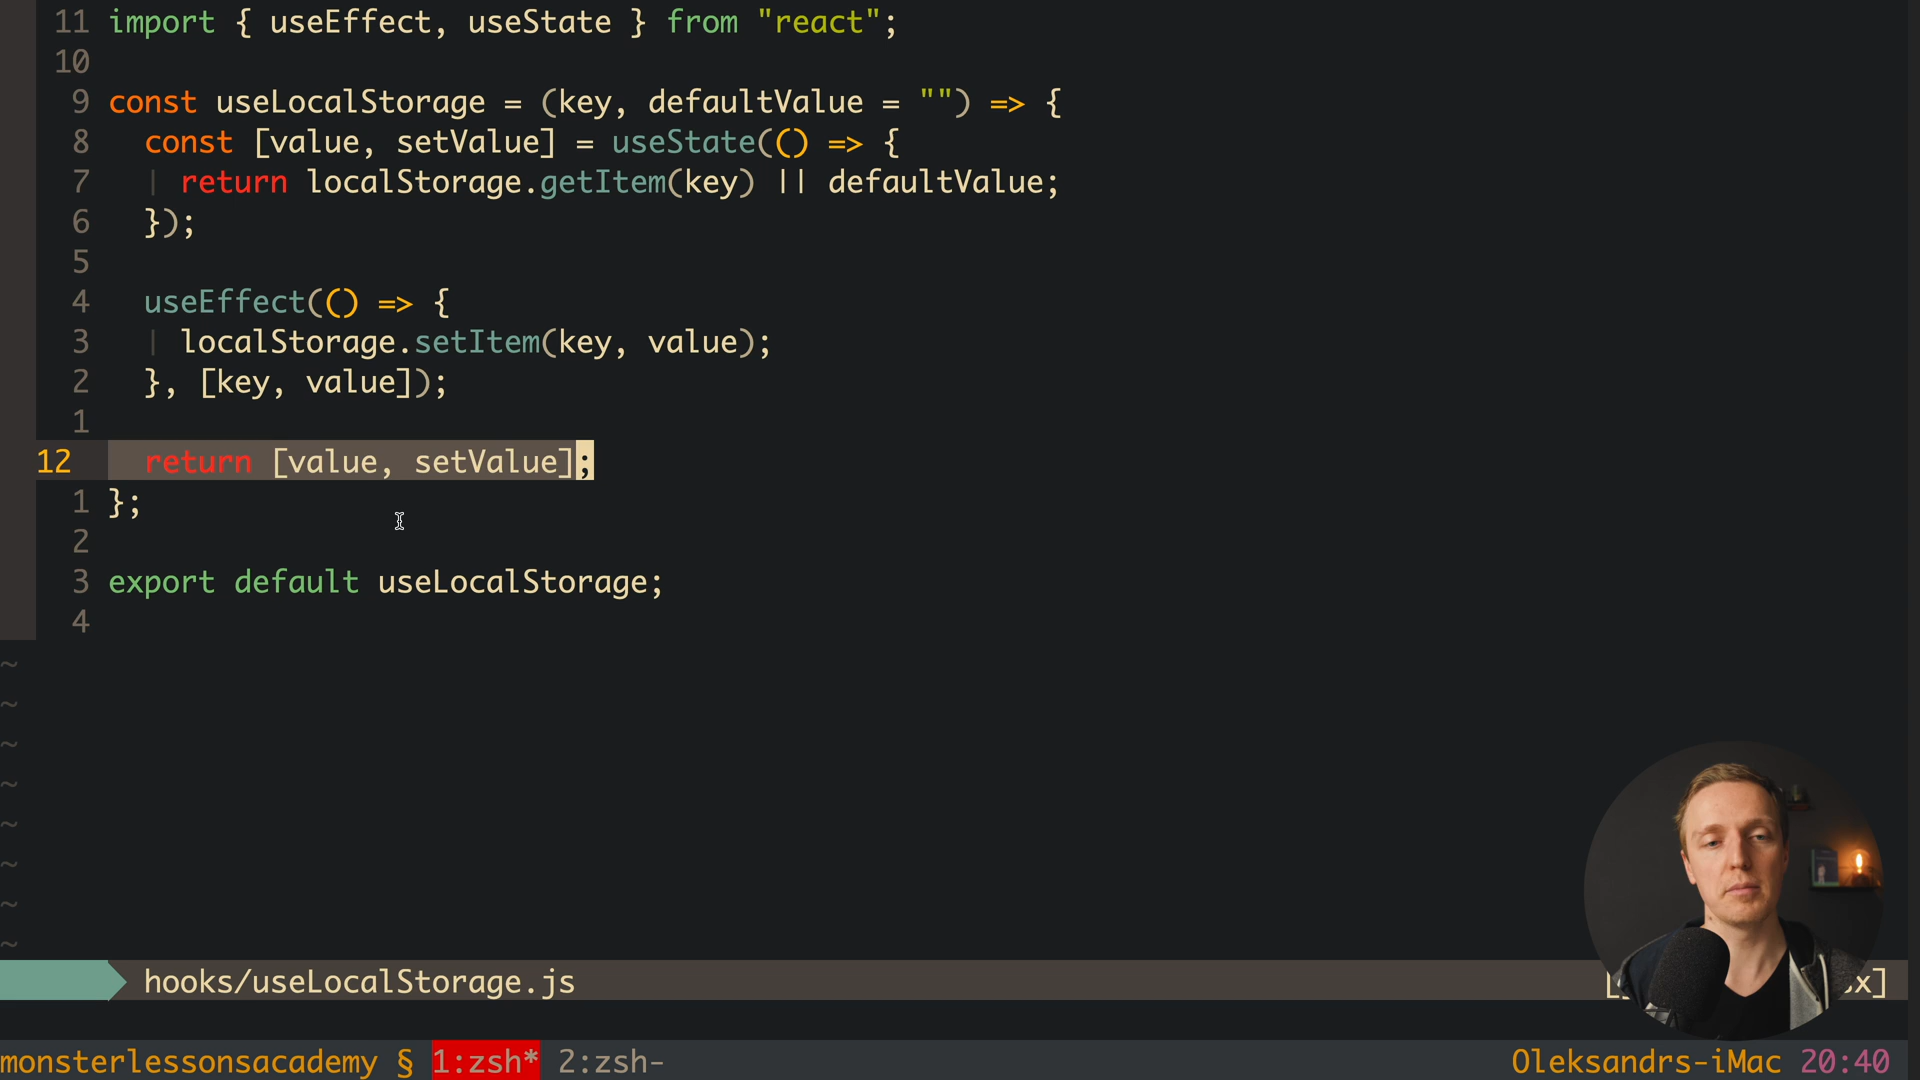 11 import { useEffect, useState } from "react";
10
9 const useLocalStorage = (key, defaultValue = "") => {
8   const [value, setValue] = useState(() => {
7   | return localStorage.getItem(key) || defaultValue;
6   });
5
4   useEffect(() => {
3   | localStorage.setItem(key, value);
2   }, [key, value]);
1
12   return [value, setValue];
1 };
2
3 export default useLocalStorage;
4
~
~
~
~
~
~
~
~
hooks/useLocalStorage.js [ x]
monsterlessonsacademy § 1:zsh* 2:zsh- Oleksandrs-iMac 20:40